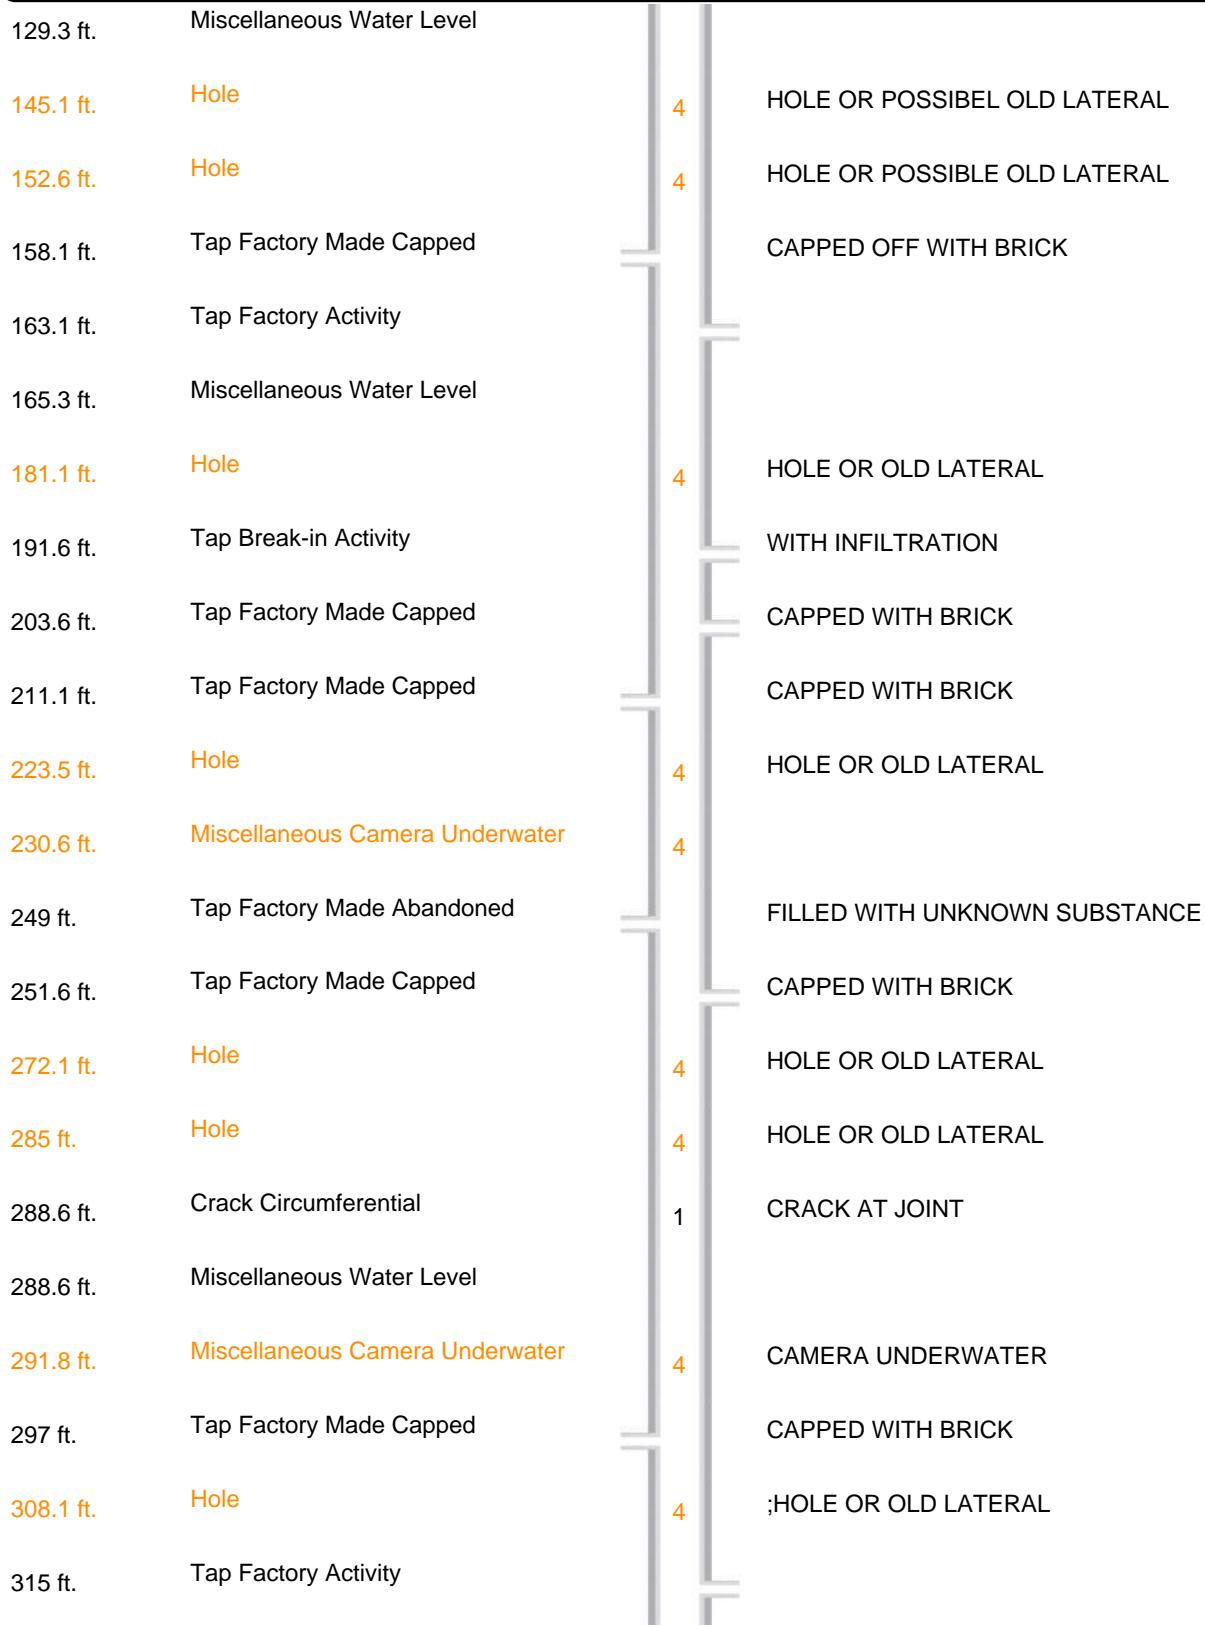 129.3 ft. Miscellaneous Water Level
145.1 ft. Hole 4 HOLE OR POSSIBEL OLD LATERAL
152.6 ft. Hole 4 HOLE OR POSSIBLE OLD LATERAL
158.1 ft. Tap Factory Made Capped CAPPED OFF WITH BRICK
163.1 ft. Tap Factory Activity
165.3 ft. Miscellaneous Water Level
181.1 ft. Hole 4 HOLE OR OLD LATERAL
191.6 ft. Tap Break-in Activity WITH INFILTRATION
203.6 ft. Tap Factory Made Capped CAPPED WITH BRICK
211.1 ft. Tap Factory Made Capped CAPPED WITH BRICK
223.5 ft. Hole 4 HOLE OR OLD LATERAL
230.6 ft. Miscellaneous Camera Underwater 4
249 ft. Tap Factory Made Abandoned FILLED WITH UNKNOWN SUBSTANCE
251.6 ft. Tap Factory Made Capped CAPPED WITH BRICK
272.1 ft. Hole 4 HOLE OR OLD LATERAL
285 ft. Hole 4 HOLE OR OLD LATERAL
288.6 ft. Crack Circumferential 1 CRACK AT JOINT
288.6 ft. Miscellaneous Water Level
291.8 ft. Miscellaneous Camera Underwater 4 CAMERA UNDERWATER
297 ft. Tap Factory Made Capped CAPPED WITH BRICK
308.1 ft. Hole 4 ;HOLE OR OLD LATERAL
315 ft. Tap Factory Activity